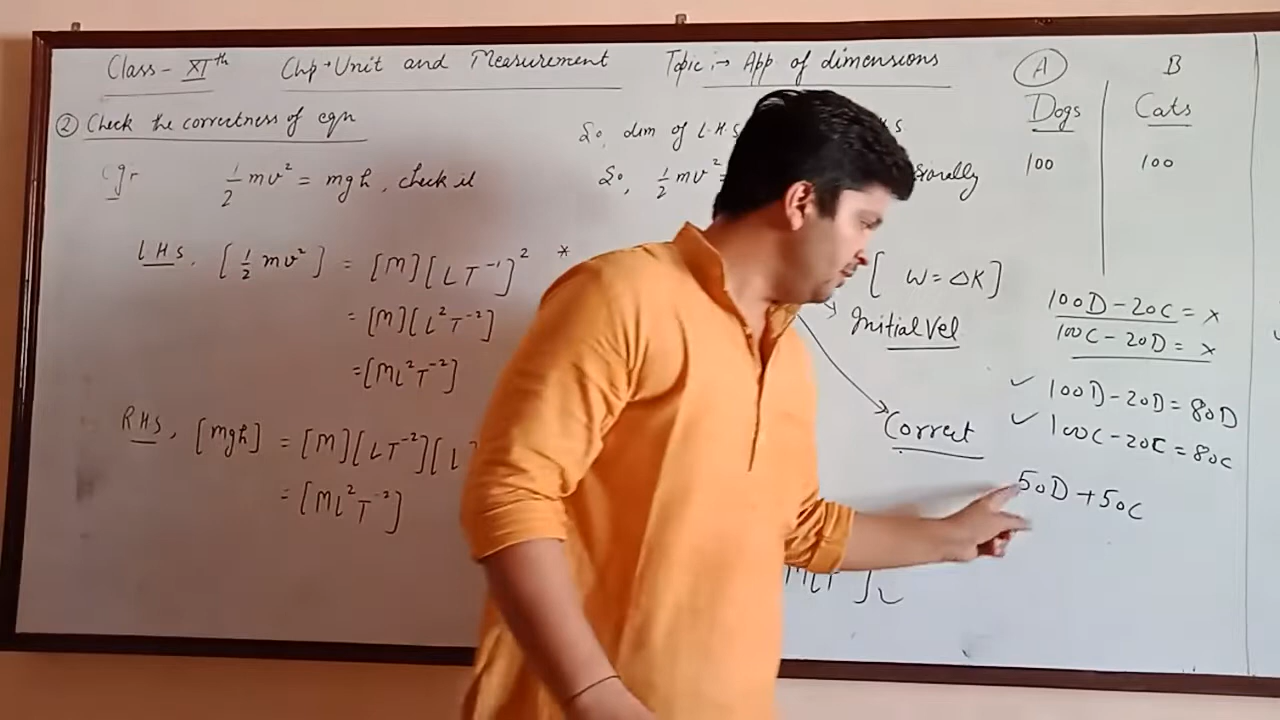 Class - XIth Chp → Unit and Measurement Topic :→ App of dimensions
② Check the correctness of eqn
½ mv² = mgh, check it
LHS, [½ mv²] = [M][LT⁻¹]² *
= [M][L²T⁻²]
= [ML²T⁻²]
RHS, [mgh] = [M][LT⁻²][L
= [ML²T⁻²]
So, dim of L.H.S
So, ½ mv² =
[ W = ΔK ]
Initial Vel
Correct
A B
Dogs Cats
100 100
100D - 20C = x
100C - 20D = x
✓ 100D - 20D = 80D
✓ 100C - 20C = 80C
50D + 50C